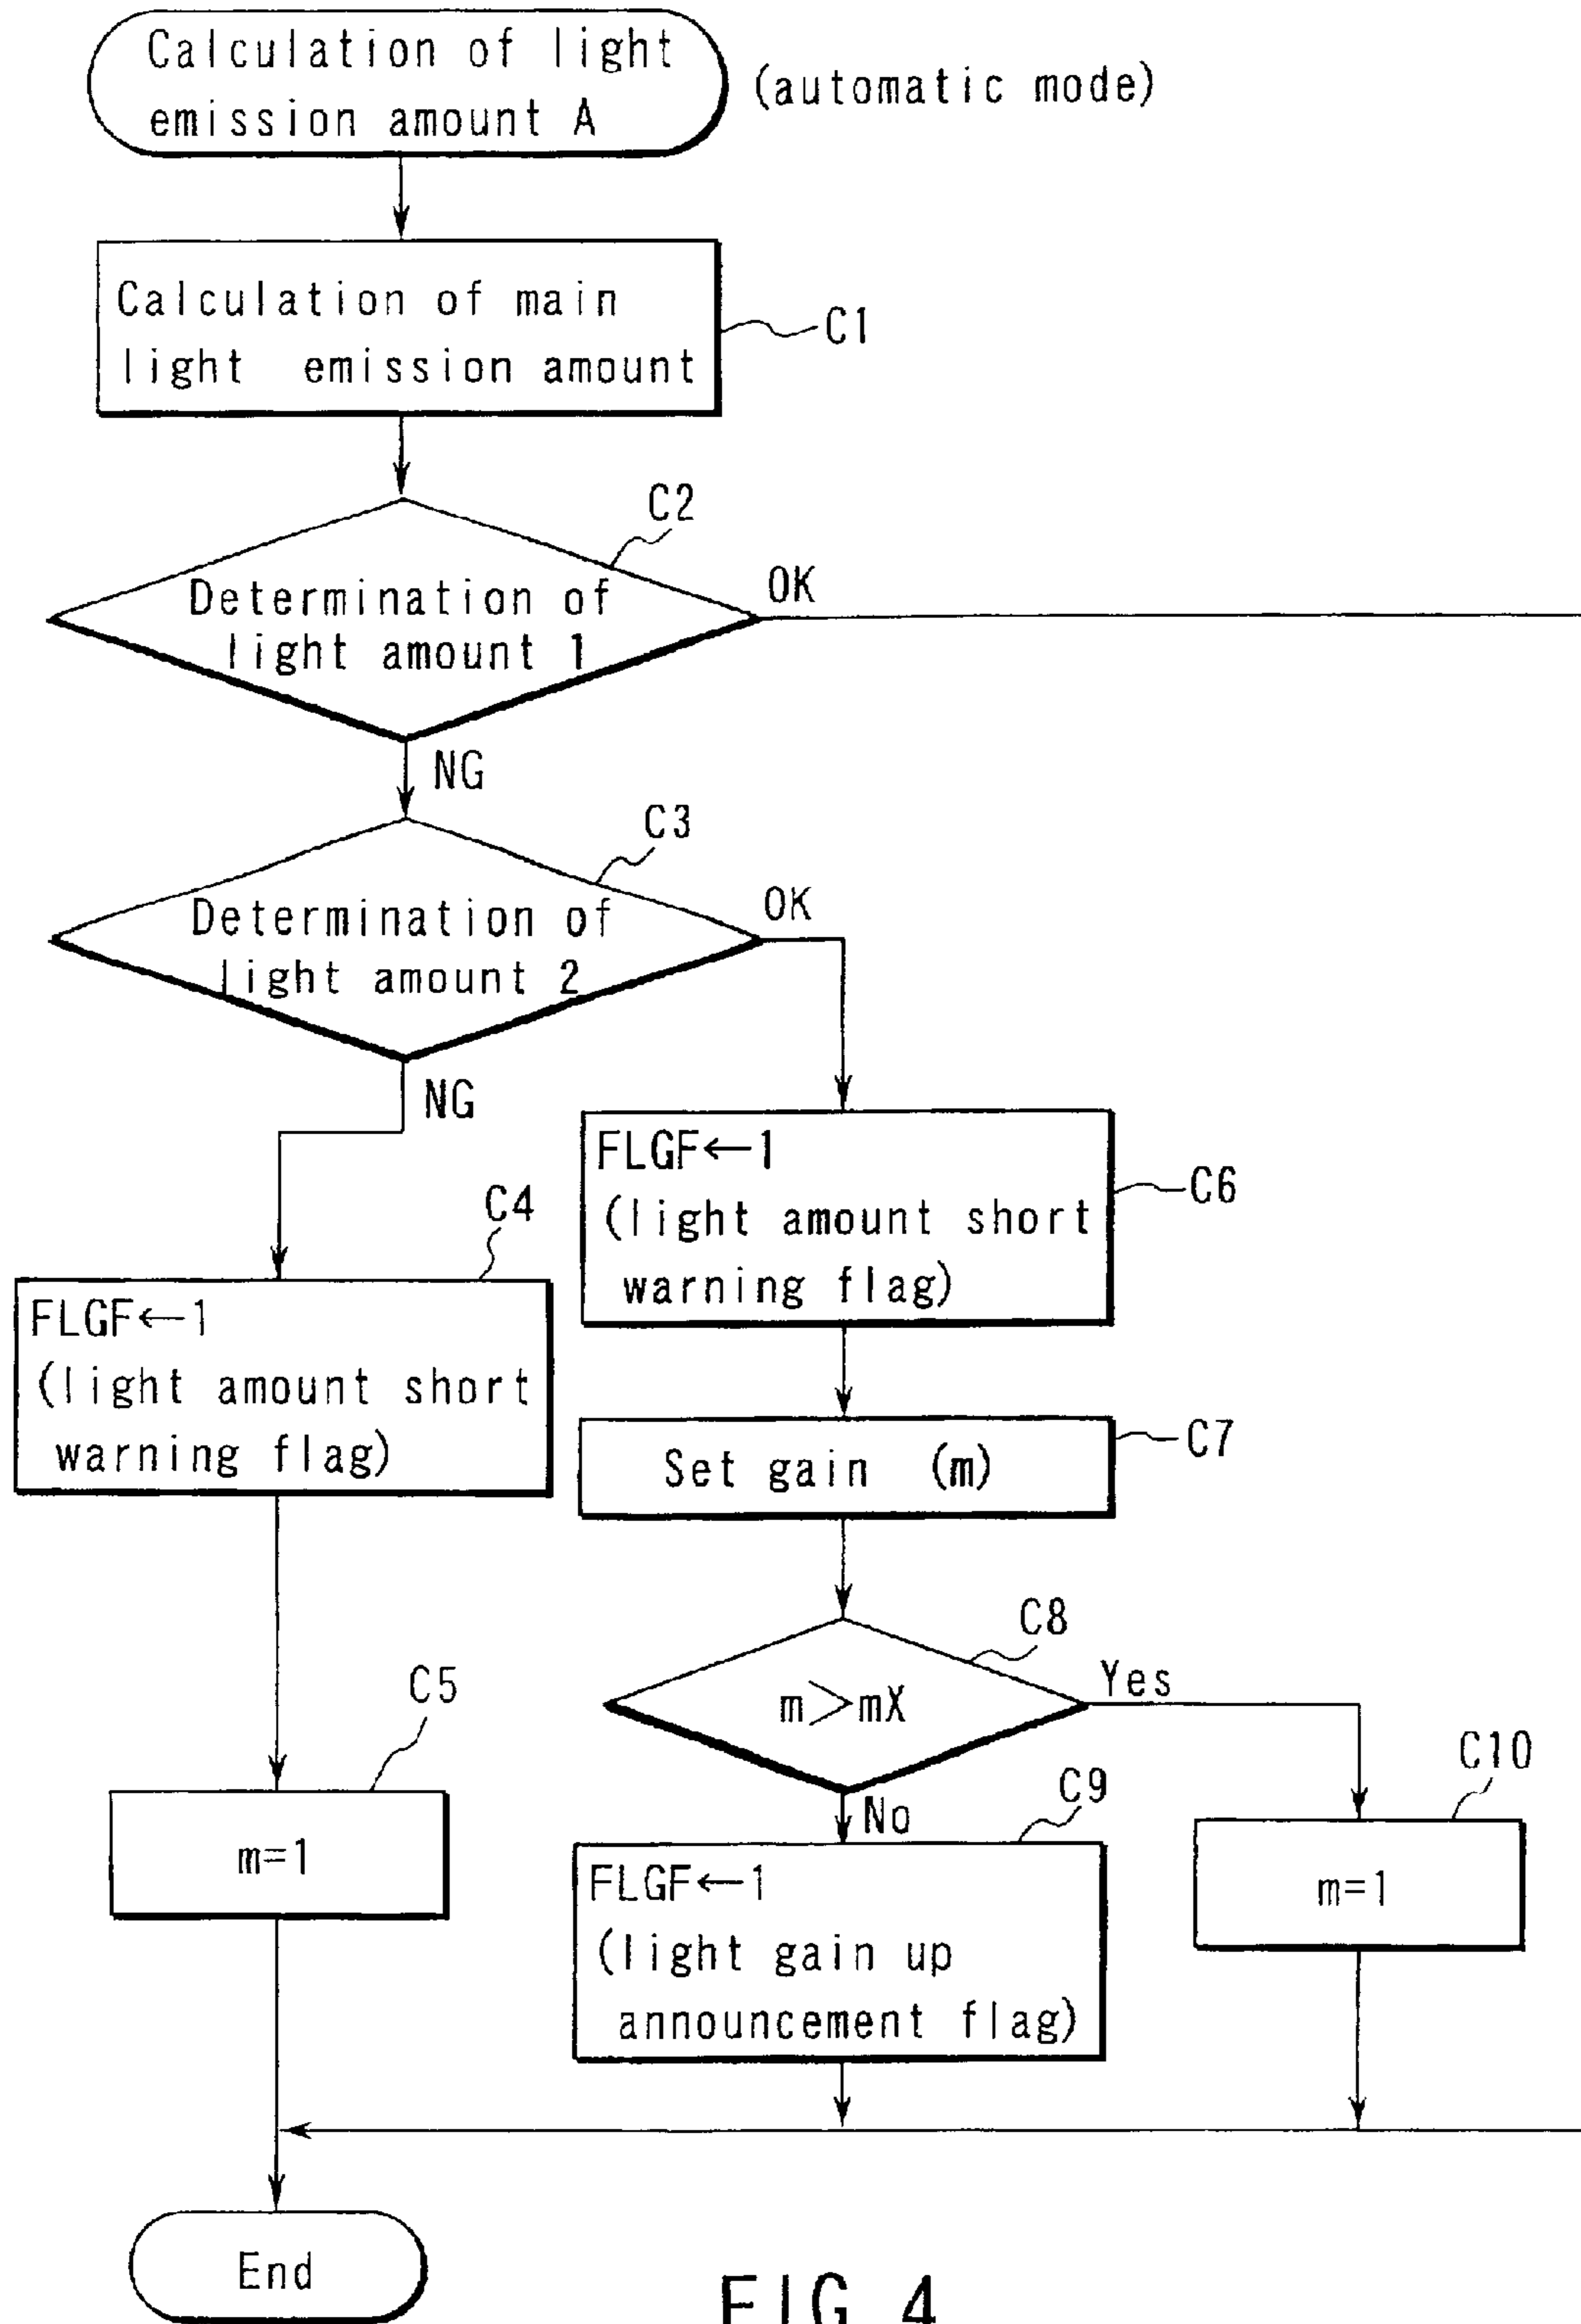 Calculation of light
emission amount A
(automatic mode)
Calculation of main
light emission amount
C1
C2
Determination of
light amount 1
OK
NG
C3
Determination of
light amount 2
OK
NG
C4
FLGF←1
(light amount short
warning flag)
C6
FLGF←1
(light amount short
warning flag)
C7
Set gain (m)
C8
m>mX
Yes
No
C5
m=1
C9
FLGF←1
(light gain up
announcement flag)
C10
m=1
End
FIG. 4